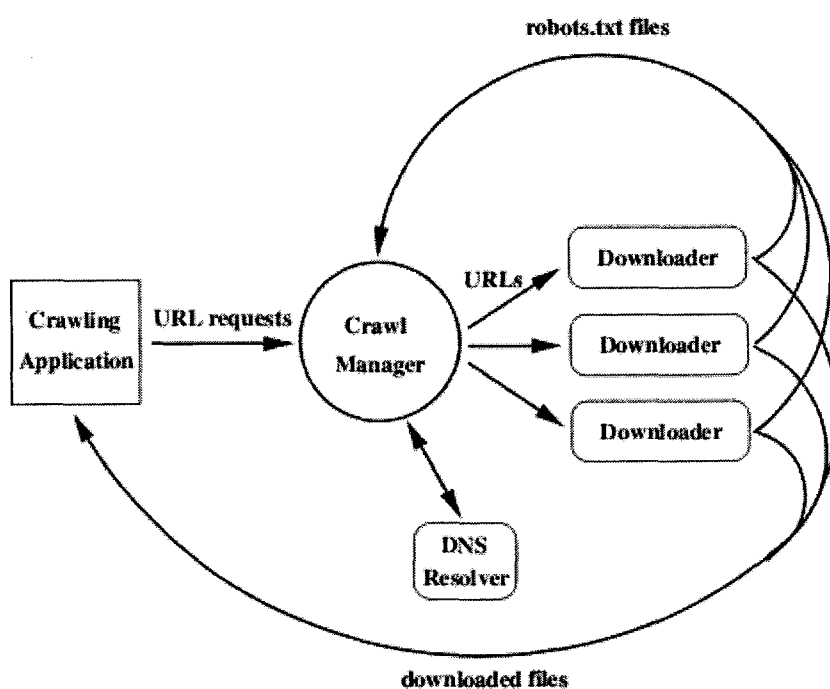 robots.txt files
URLs
Downloader
Crawling
Application
URL requests
Crawl
Manager
Downloader
Downloader
DNS
Resolver
downloaded files